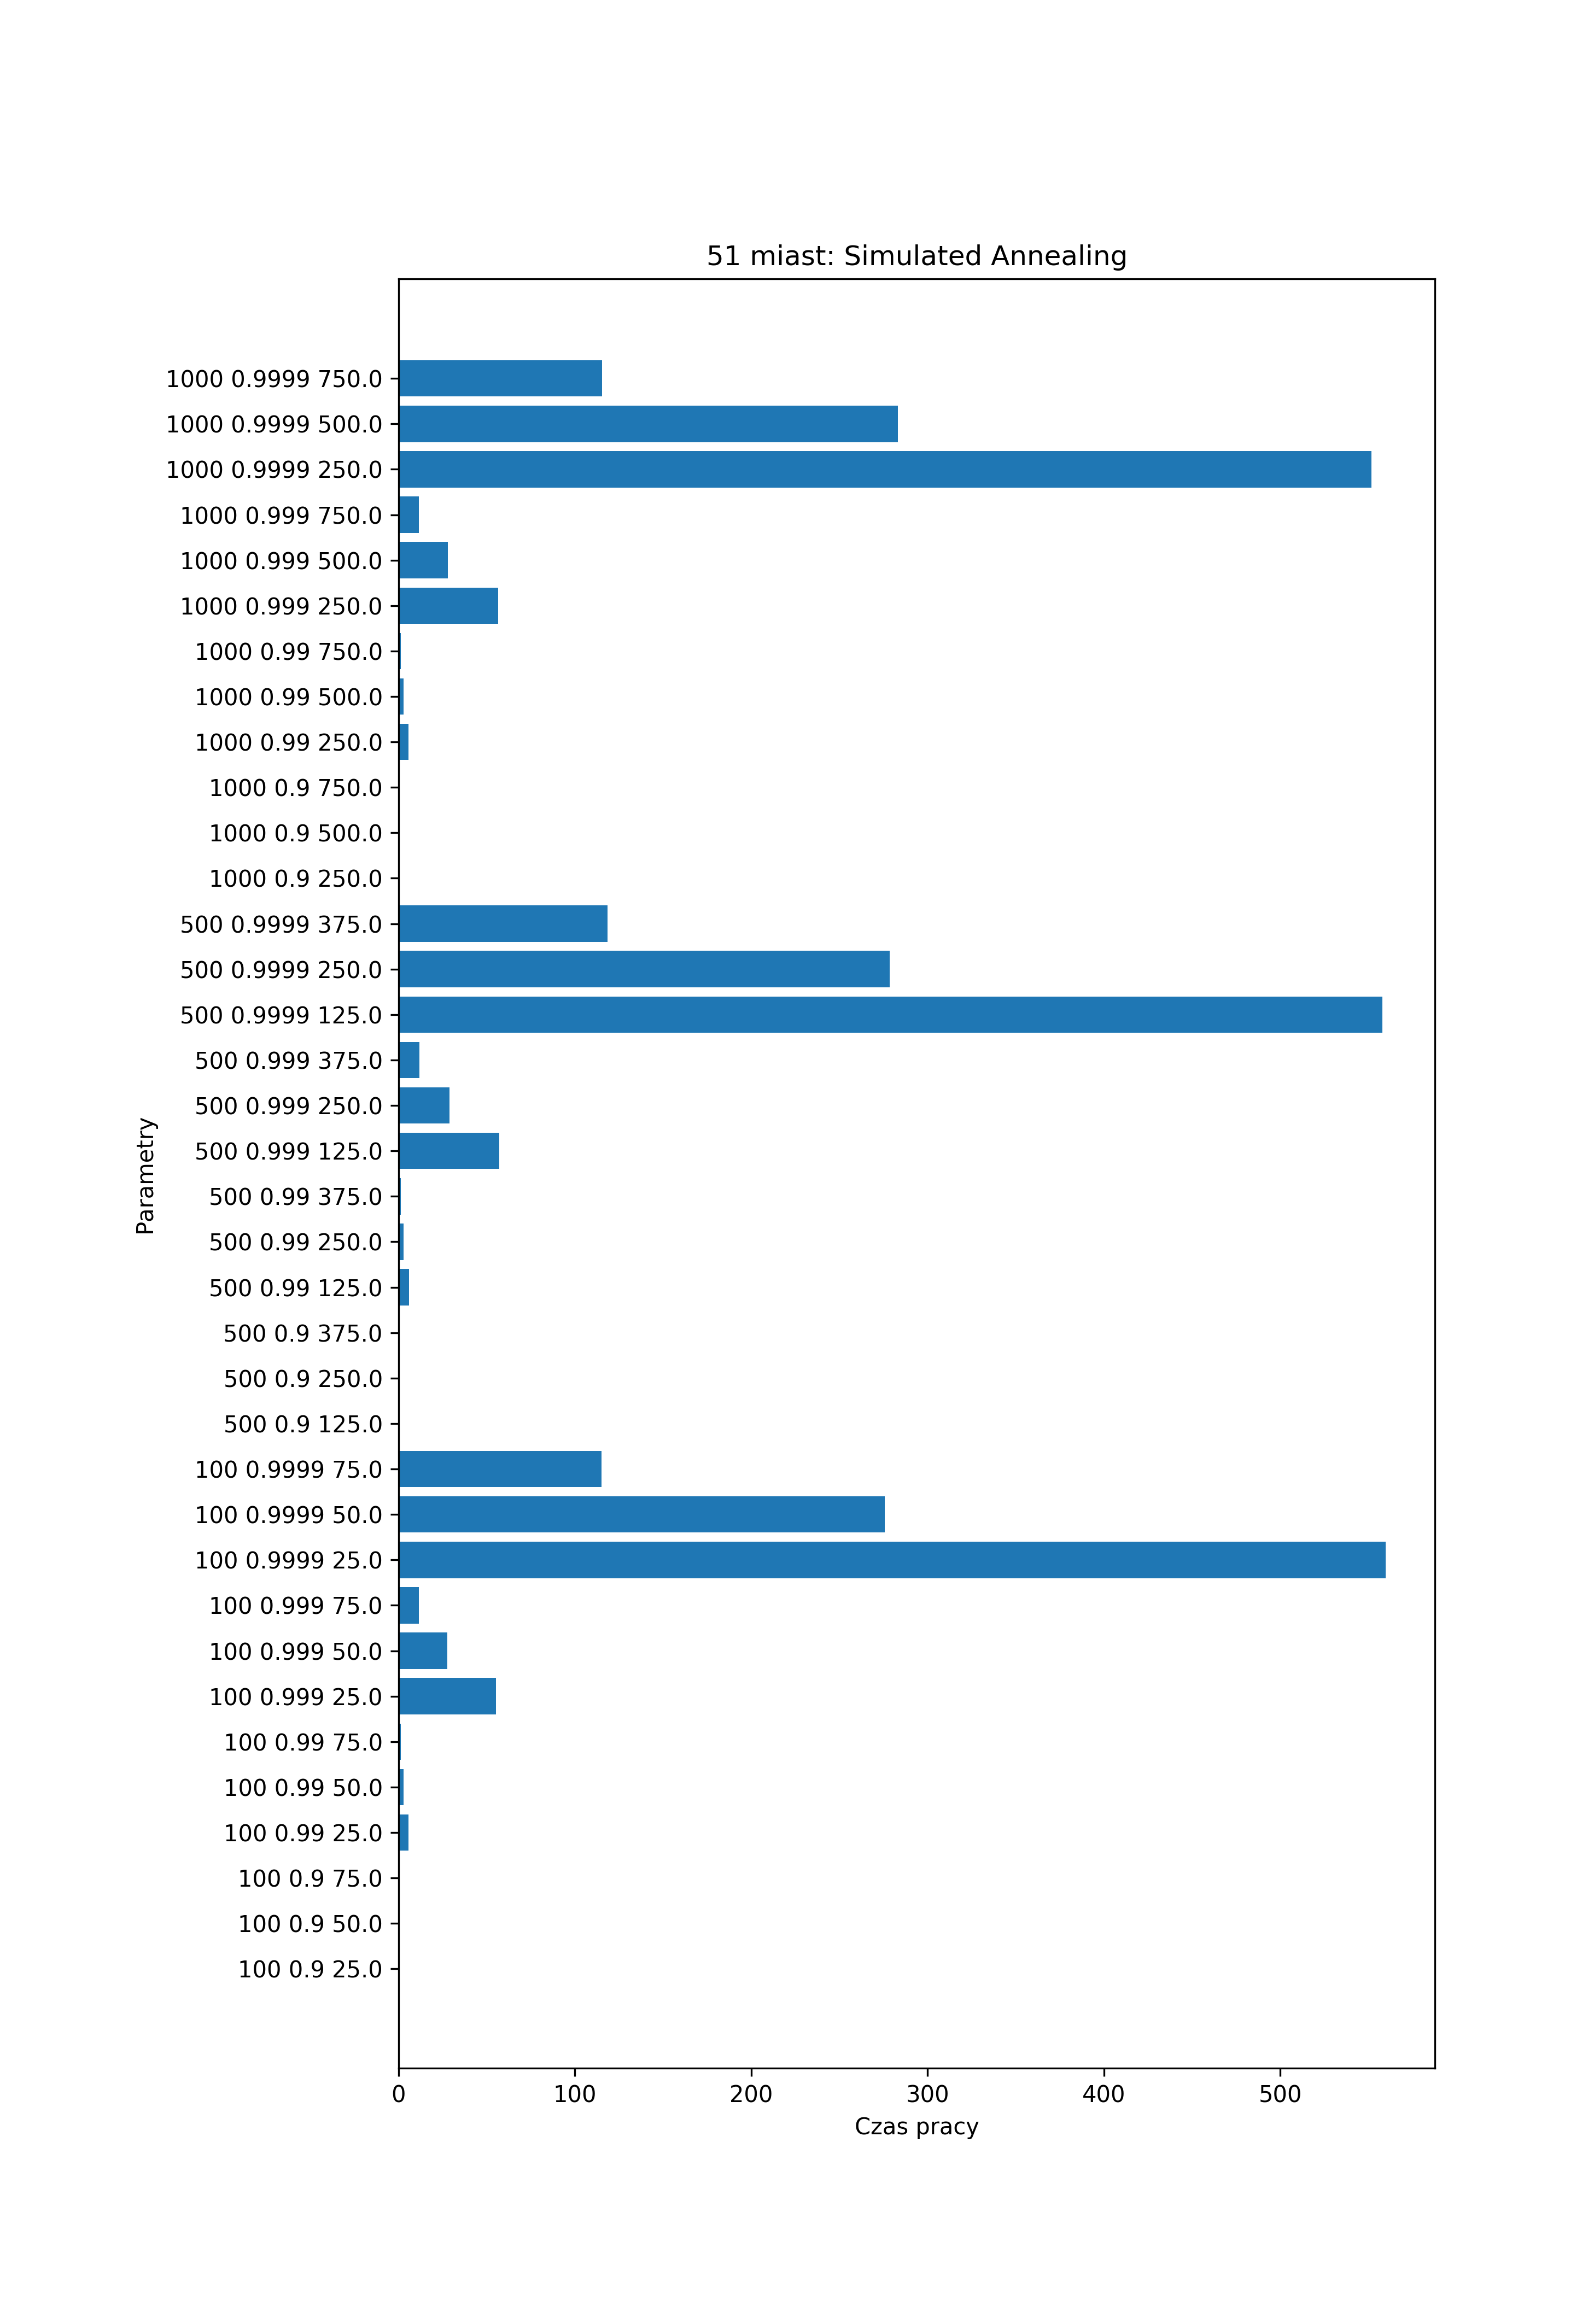 51 miast: Simulated Annealing
1000 0.9999 750.0
1000 0.9999 500.0
1000 0.9999 250.0
1000 0.999 750.0
1000 0.999 500.0
1000 0.999 250.0
1000 0.99 750.0
1000 0.99 500.0
1000 0.99 250.0
1000 0.9 750.0
1000 0.9 500.0
1000 0.9 250.0
500 0.9999 375.0
500 0.9999 250.0
500 0.9999 125.0
500 0.999 375.0
500 0.999 250.0
500 0.999 125.0
500 0.99 375.0
500 0.99 250.0
500 0.99 125.0
500 0.9 375.0
500 0.9 250.0
500 0.9 125.0
100 0.9999 75.0
100 0.9999 50.0
100 0.9999 25.0
100 0.999 75.0
100 0.999 50.0
100 0.999 25.0
100 0.99 75.0
100 0.99 50.0
100 0.99 25.0
100 0.9 75.0
100 0.9 50.0
100 0.9 25.0
Parametry
0 100 200 300 400 500
Czas pracy